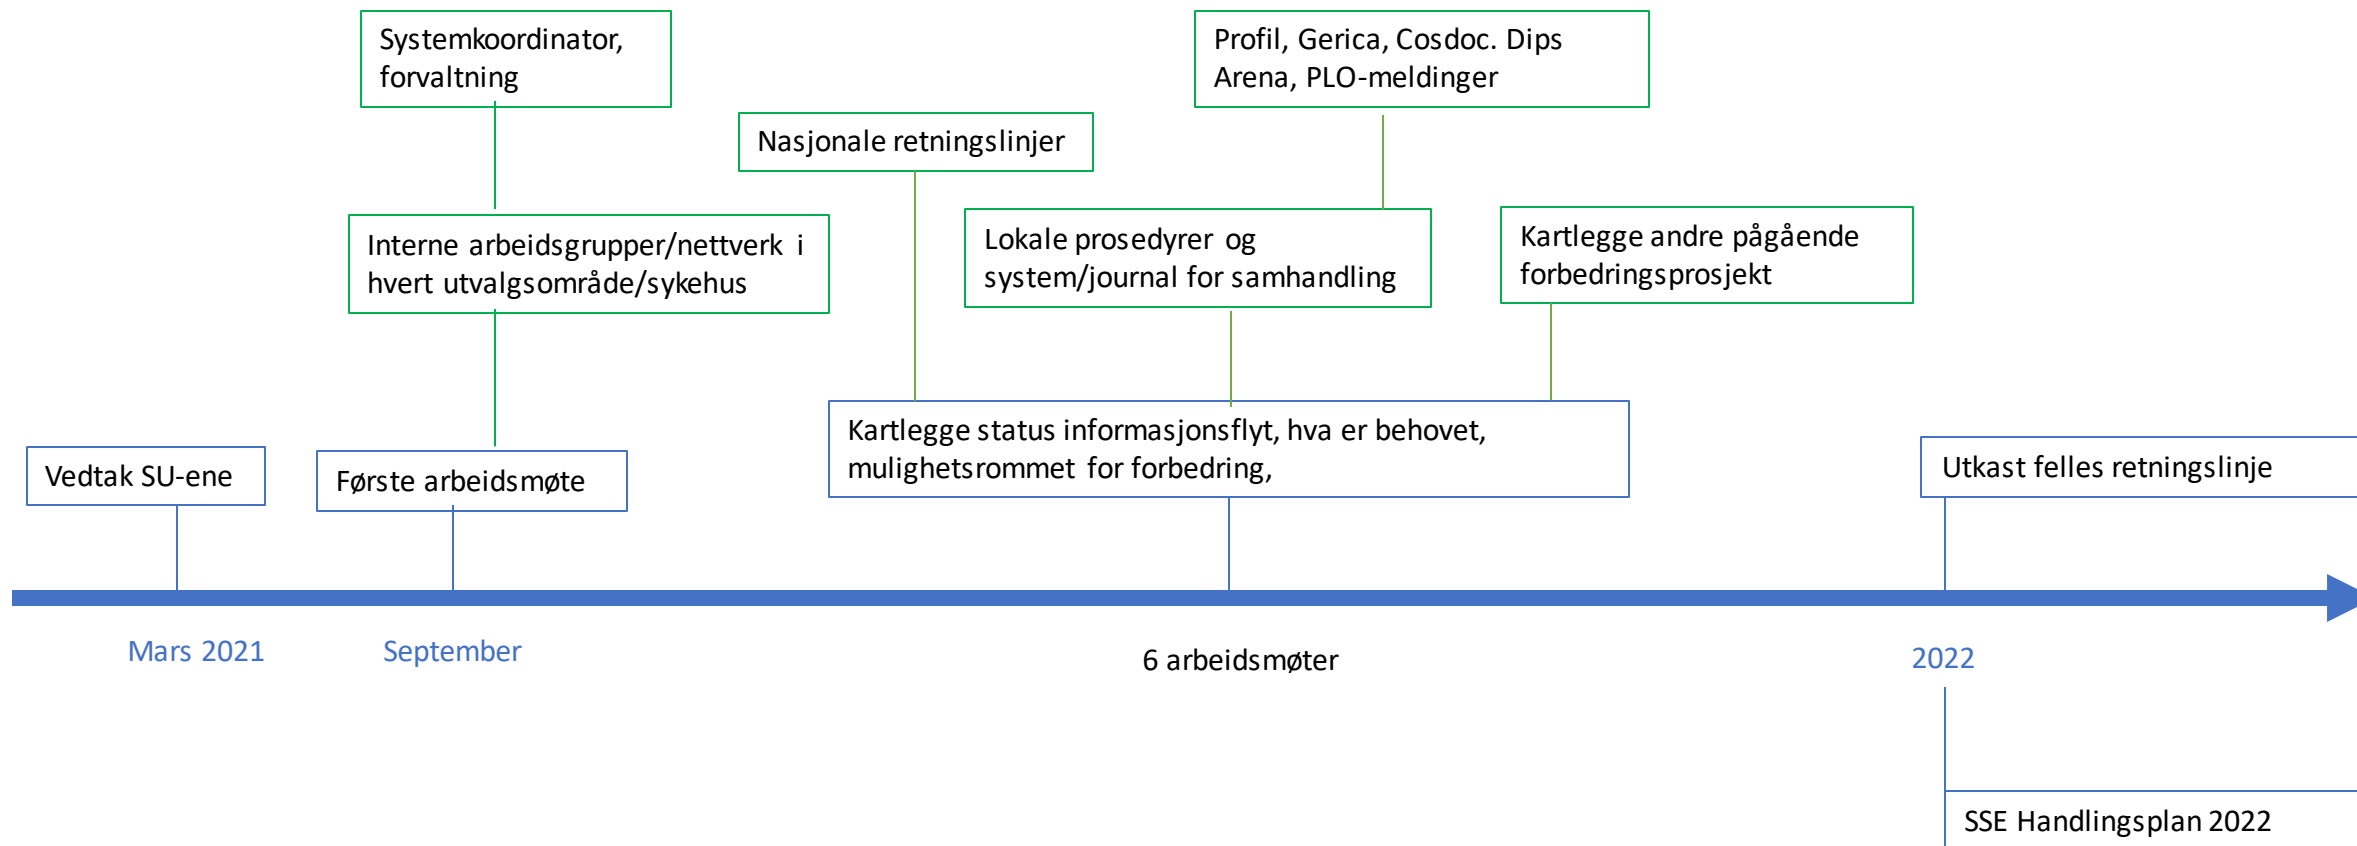 Systemkoordinator,
forvaltning
Profil, Gerica, Cosdoc. Dips
Arena, PLO-meldinger
Nasjonale retningslinjer
Interne arbeidsgrupper/nettverk i
hvert utvalgsområde/sykehus
Lokale prosedyrer og
system/journal for samhandling
Kartlegge andre pågående
forbedringsprosjekt
Vedtak SU-ene
Første arbeidsmøte
Kartlegge status informasjonsflyt, hva er behovet,
mulighetsrommet for forbedring,
Utkast felles retningslinje
Mars 2021
September
6 arbeidsmøter
2022
SSE Handlingsplan 2022